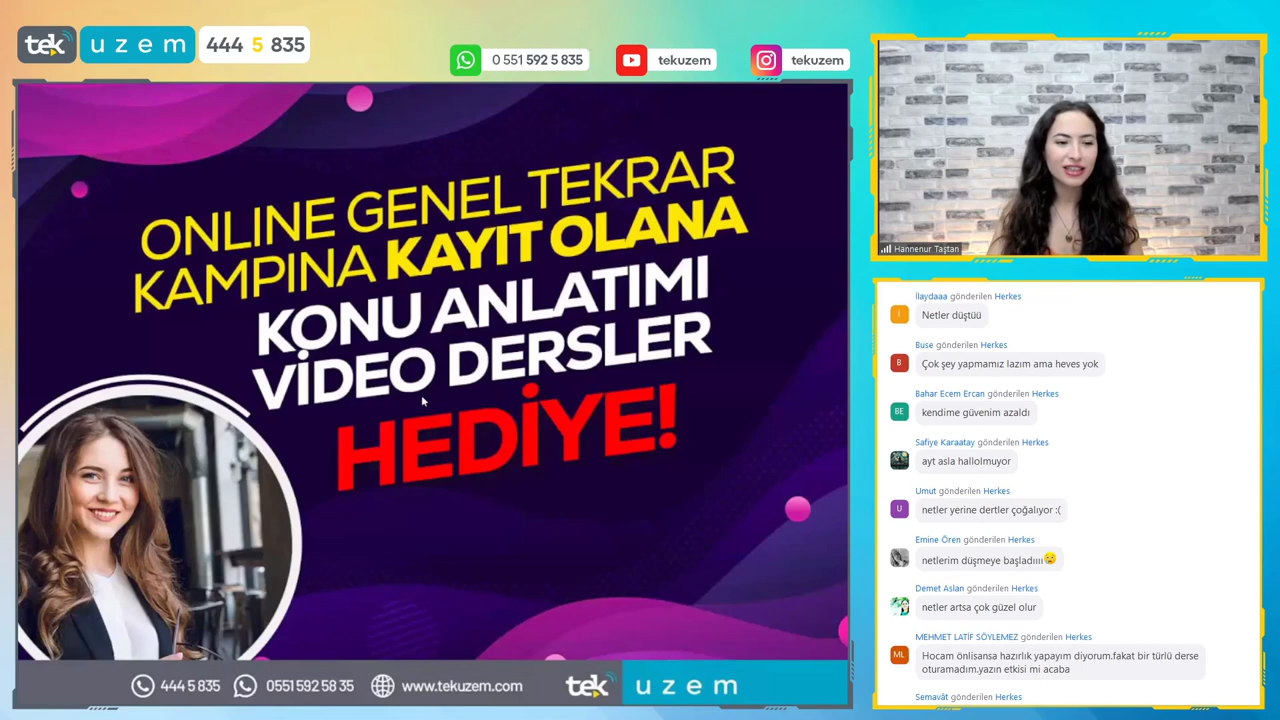 tek
uzem
444 5 835
0 551 592 5 835
tekuzem
tekuzem
ONLINE GENEL TEKRAR
KAMPINA KAYIT OLANA
KONU ANLATIMI
VİDEO DERSLER
HEDİYE!
444 5 835
0551 592 58 35
www.tekuzem.com
tek
uzem
Hannenur Taştan
İlaydaaa gönderilen Herkes
I
Netler düştüü
Buse gönderilen Herkes
B
Çok şey yapmamız lazım ama heves yok
Bahar Ecem Ercan gönderilen Herkes
BE
kendime güvenim azaldı
Safiye Karaatay gönderilen Herkes
ayt asla hallolmuyor
Umut gönderilen Herkes
U
netler yerine dertler çoğalıyor :(
Emine Ören gönderilen Herkes
netlerim düşmeye başladıııı😥
Demet Aslan gönderilen Herkes
netler artsa çok güzel olur
MEHMET LATİF SÖYLEMEZ gönderilen Herkes
ML
Hocam önlisansa hazırlık yapayım diyorum.fakat bir türlü derse
oturamadım.yazın etkisi mi acaba
Semavât gönderilen Herkes